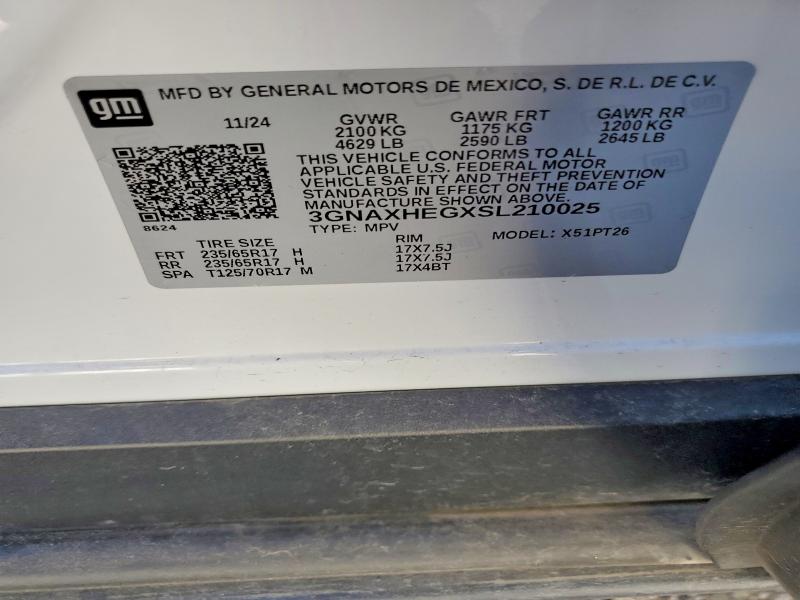 gm MFD BY GENERAL MOTORS DE MEXICO, S. DE R.L. DE C.V.
11/24 GVWR GAWR FRT GAWR RR
2100 KG 1175 KG 1200 KG
4629 LB 2590 LB 2645 LB
THIS VEHICLE CONFORMS TO ALL
APPLICABLE U.S. FEDERAL MOTOR
VEHICLE SAFETY AND THEFT PREVENTION
STANDARDS IN EFFECT ON THE DATE OF
MANUFACTURE SHOWN ABOVE.
3GNAXHEGXSL210025
8624
TYPE: MPV MODEL: X51PT26
TIRE SIZE RIM
FRT 235/65R17 H 17X7.5J
RR 235/65R17 H 17X7.5J
SPA T125/70R17 M 17X4BT